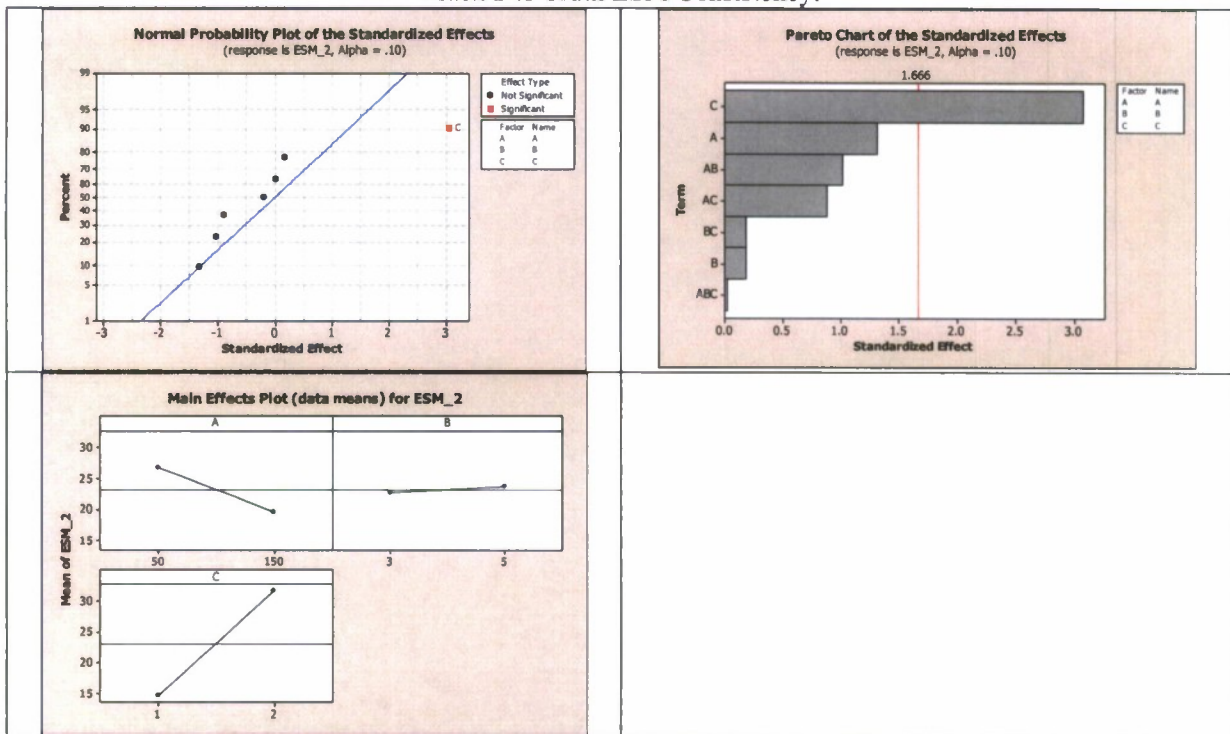 Normal Probability Plot of the Standardized Effects
(response is ESM_2, Alpha = .10)
99
95
90
80
70
60
50
40
30
20
10
5
1
-3 -2 -1 0 1 2 3
Percent
Standardized Effect
C
Effect Type
Not Significant
Significant
Factor Name
A A
B B
C C
Pareto Chart of the Standardized Effects
(response is ESM_2, Alpha = .10)
1.666
C
A
AB
AC
BC
B
ABC
Term
0.0 0.5 1.0 1.5 2.0 2.5 3.0
Standardized Effect
Factor Name
A A
B B
C C
Main Effects Plot (data means) for ESM_2
A B
30
25
20
15
50 150 3 5
C
30
25
20
15
1 2
Mean of ESM_2